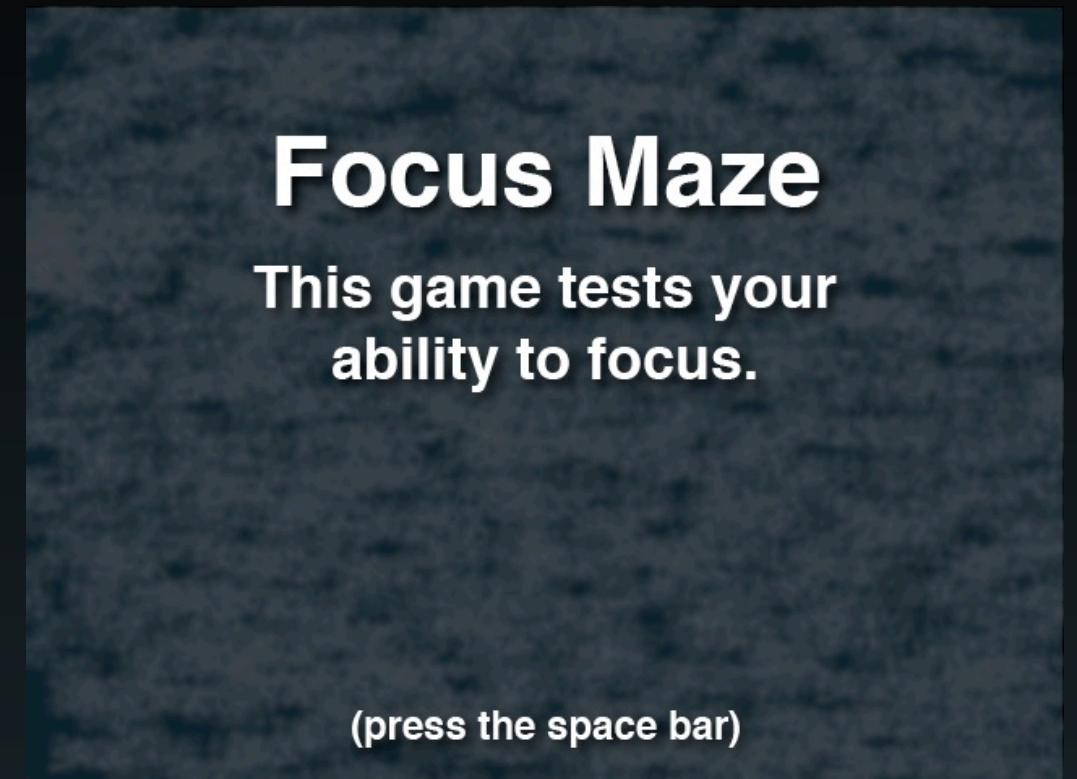 Focus Maze
This game tests your
ability to focus.
(press the space bar)